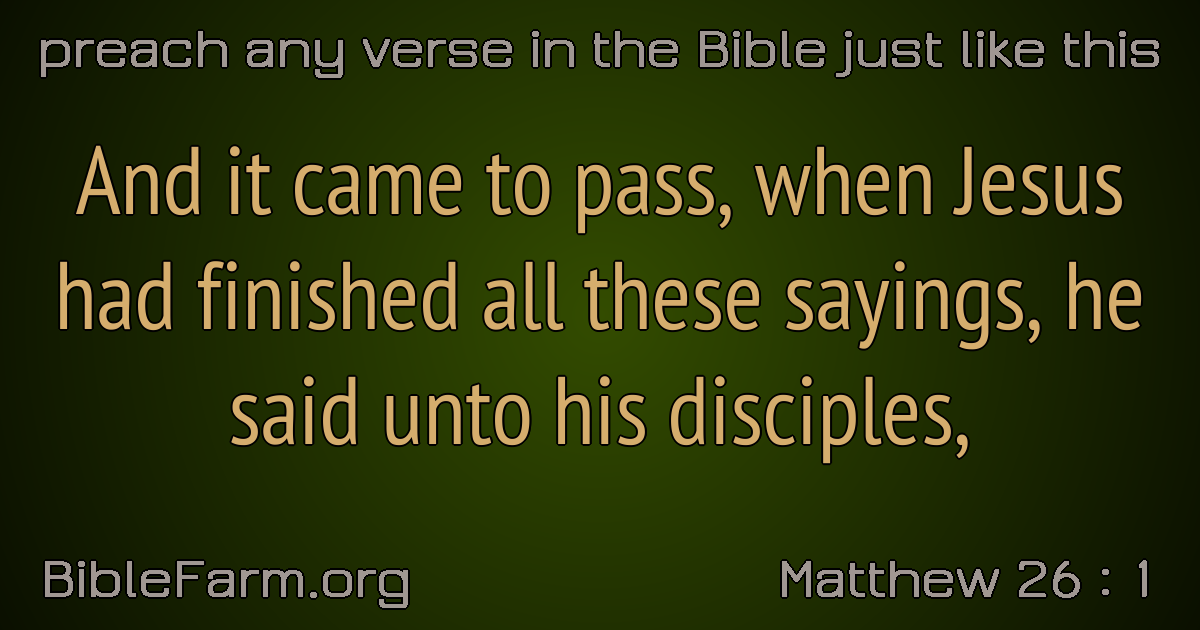 preach any verse in the Bible just like this
And it came to pass, when Jesus
had finished all these sayings, he
said unto his disciples,
BibleFarm.org
Matthew 26 : 1